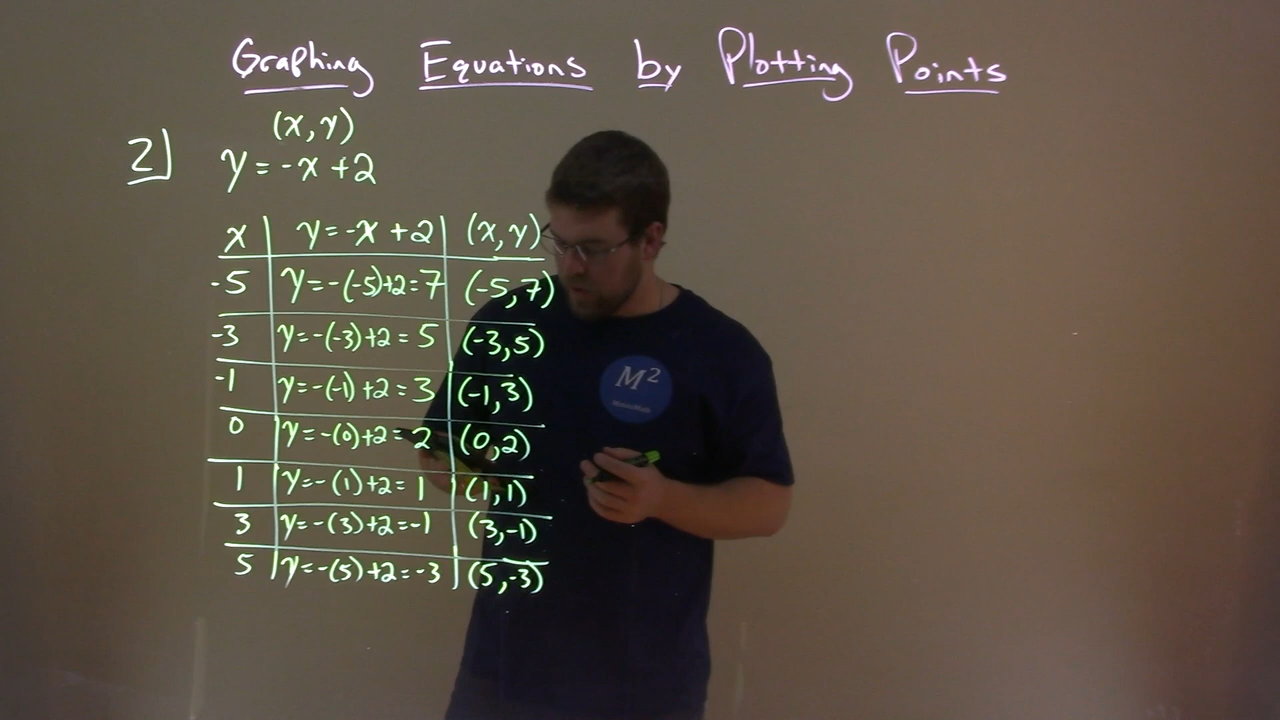 Graphing Equations by Plotting Points
(x, y)
2] y = -x + 2
x | y = -x + 2 | (x, y)
-5 | y = -(-5)+2 = 7 | (-5, 7)
-3 | y = -(-3)+2 = 5 | (-3, 5)
-1 | y = -(-1)+2 = 3 | (-1, 3)
0 | y = -(0)+2 = 2 | (0, 2)
1 | y = -(1)+2 = 1 | (1, 1)
3 | y = -(3)+2 = -1 | (3, -1)
5 | y = -(5)+2 = -3 | (5, -3)
M²
MinuteMath